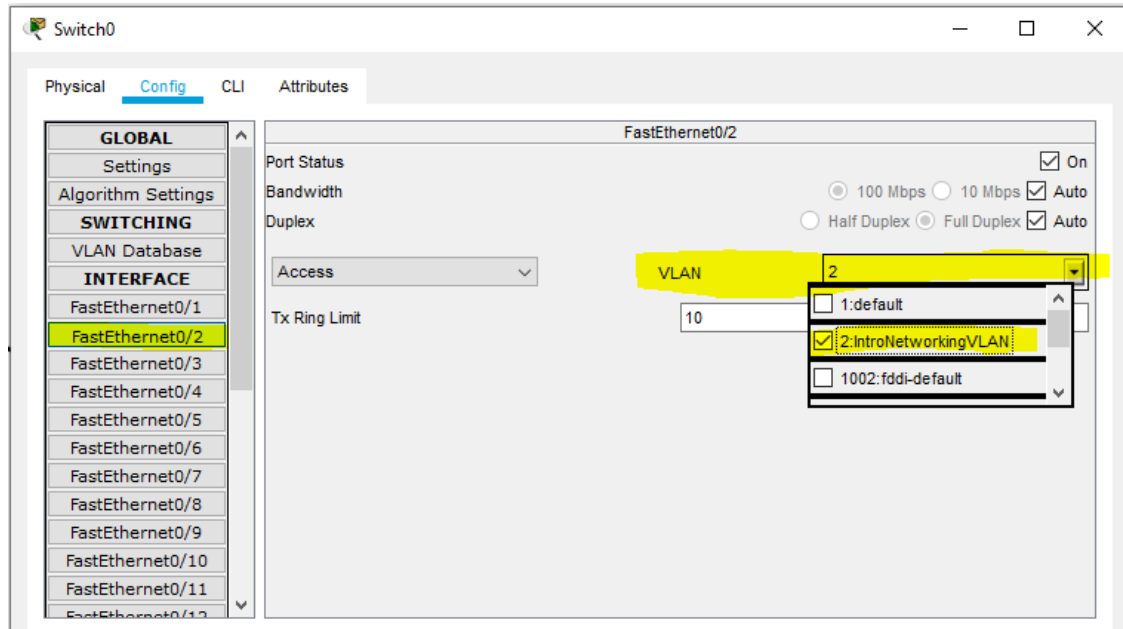 Switch0
Physical Config CLI Attributes
GLOBAL
Settings
Algorithm Settings
SWITCHING
VLAN Database
INTERFACE
FastEthernet0/1
FastEthernet0/2
FastEthernet0/3
FastEthernet0/4
FastEthernet0/5
FastEthernet0/6
FastEthernet0/7
FastEthernet0/8
FastEthernet0/9
FastEthernet0/10
FastEthernet0/11
FastEthernet0/12
FastEthernet0/2
Port Status On
Bandwidth 100 Mbps 10 Mbps Auto
Duplex Half Duplex Full Duplex Auto
Access VLAN 2
1:default
Tx Ring Limit 10
2:IntroNetworkingVLAN
1002:fddi-default